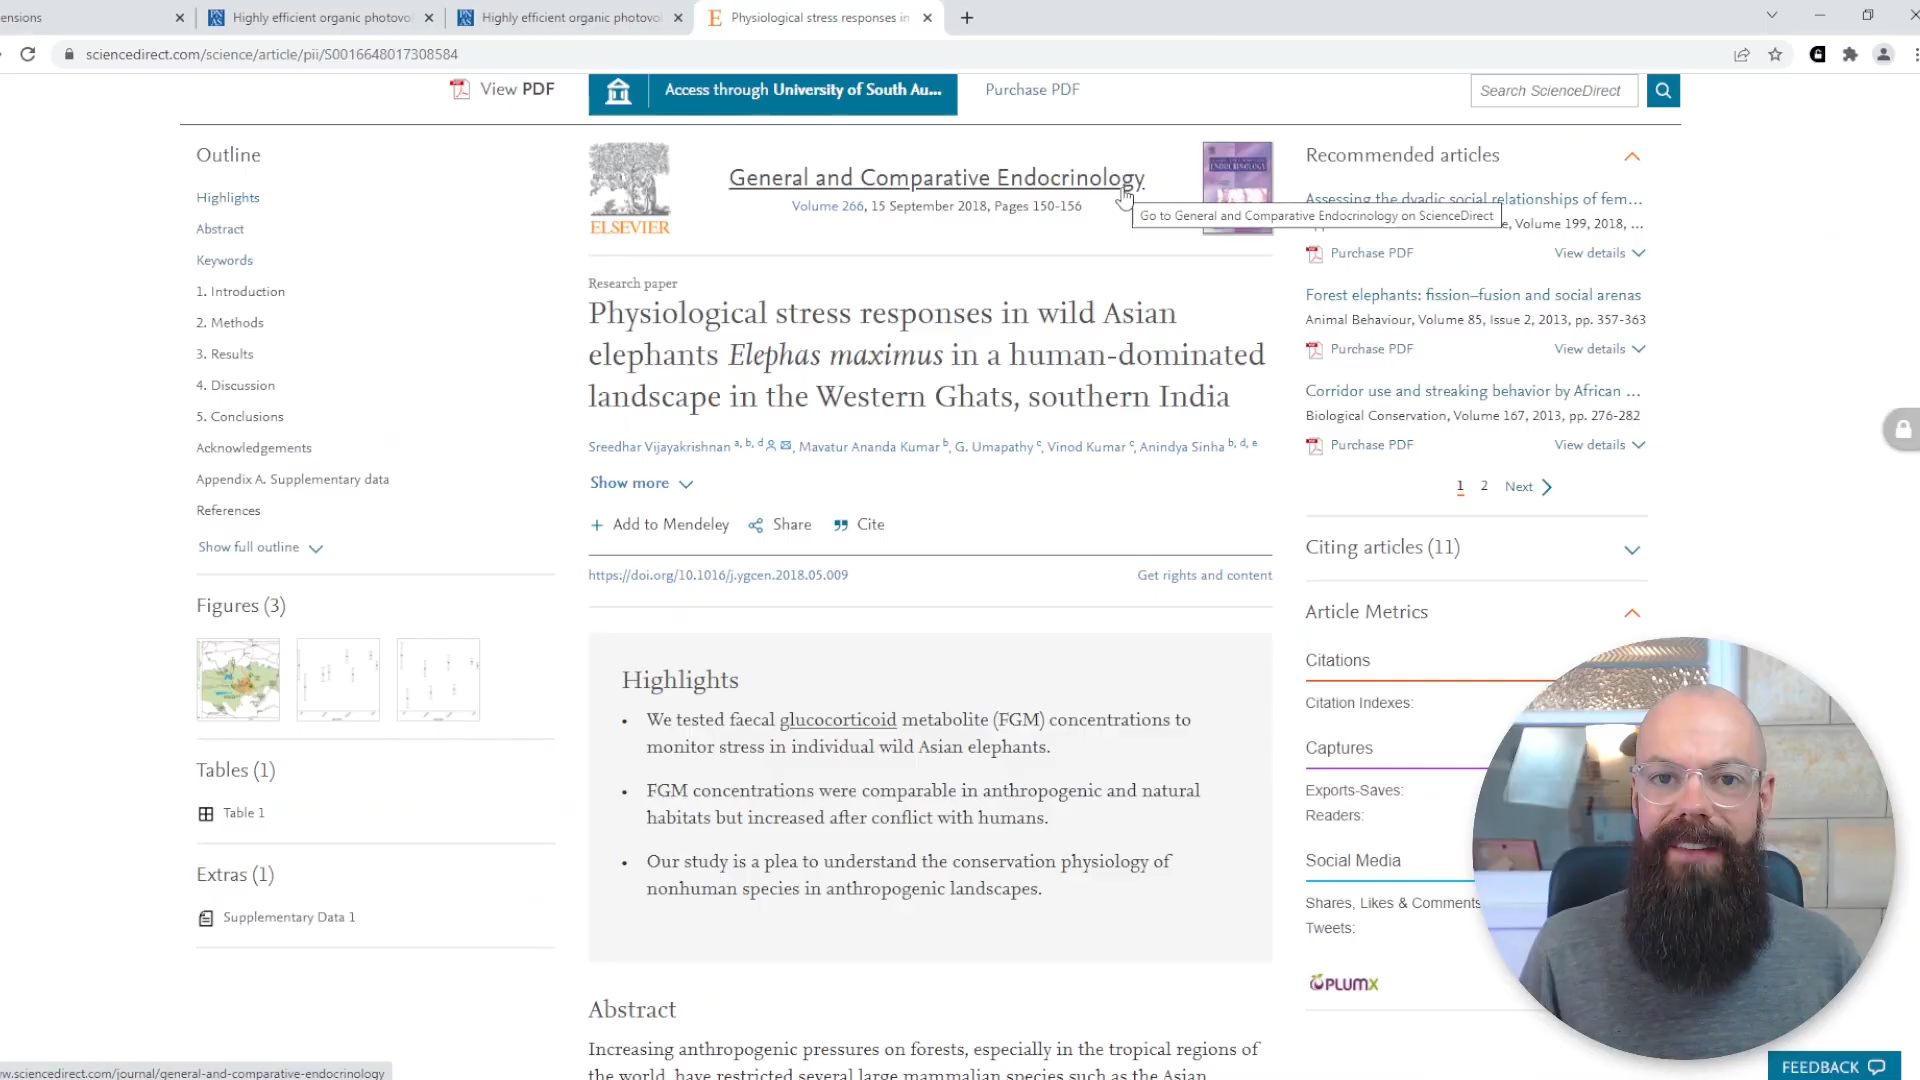 ensions
Highly efficient organic photovol
Highly efficient organic photovol
Physiological stress responses in
sciencedirect.com/science/article/pii/S0016648017308584
View PDF
Access through University of South Au...
Purchase PDF
Search ScienceDirect
Outline
Highlights
Abstract
Keywords
1. Introduction
2. Methods
3. Results
4. Discussion
5. Conclusions
Acknowledgements
Appendix A. Supplementary data
References
Show full outline
Figures (3)
Tables (1)
Table 1
Extras (1)
Supplementary Data 1
ELSEVIER
General and Comparative Endocrinology
Volume 266, 15 September 2018, Pages 150-156
ENDOCRINOLOGY
Go to General and Comparative Endocrinology on ScienceDirect
Research paper
Physiological stress responses in wild Asian
elephants Elephas maximus in a human-dominated
landscape in the Western Ghats, southern India
Sreedhar Vijayakrishnan a, b, d, Mavatur Ananda Kumar b, G. Umapathy c, Vinod Kumar c, Anindya Sinha b, d, e
Show more
Add to Mendeley Share Cite
https://doi.org/10.1016/j.ygcen.2018.05.009
Get rights and content
Highlights
• We tested faecal glucocorticoid metabolite (FGM) concentrations to
monitor stress in individual wild Asian elephants.
• FGM concentrations were comparable in anthropogenic and natural
habitats but increased after conflict with humans.
• Our study is a plea to understand the conservation physiology of
nonhuman species in anthropogenic landscapes.
Abstract
Increasing anthropogenic pressures on forests, especially in the tropical regions of
the world, have restricted several large mammalian species such as the Asian
Recommended articles
Assessing the dyadic social relationships of fem...
e, Volume 199, 2018, ...
Purchase PDF View details
Forest elephants: fission–fusion and social arenas
Animal Behaviour, Volume 85, Issue 2, 2013, pp. 357-363
Purchase PDF View details
Corridor use and streaking behavior by African ...
Biological Conservation, Volume 167, 2013, pp. 276-282
Purchase PDF View details
1 2 Next
Citing articles (11)
Article Metrics
Citations
Citation Indexes:
Captures
Exports-Saves:
Readers:
Social Media
Shares, Likes & Comments
Tweets:
PLUMX
FEEDBACK
w.sciencedirect.com/journal/general-and-comparative-endocrinology